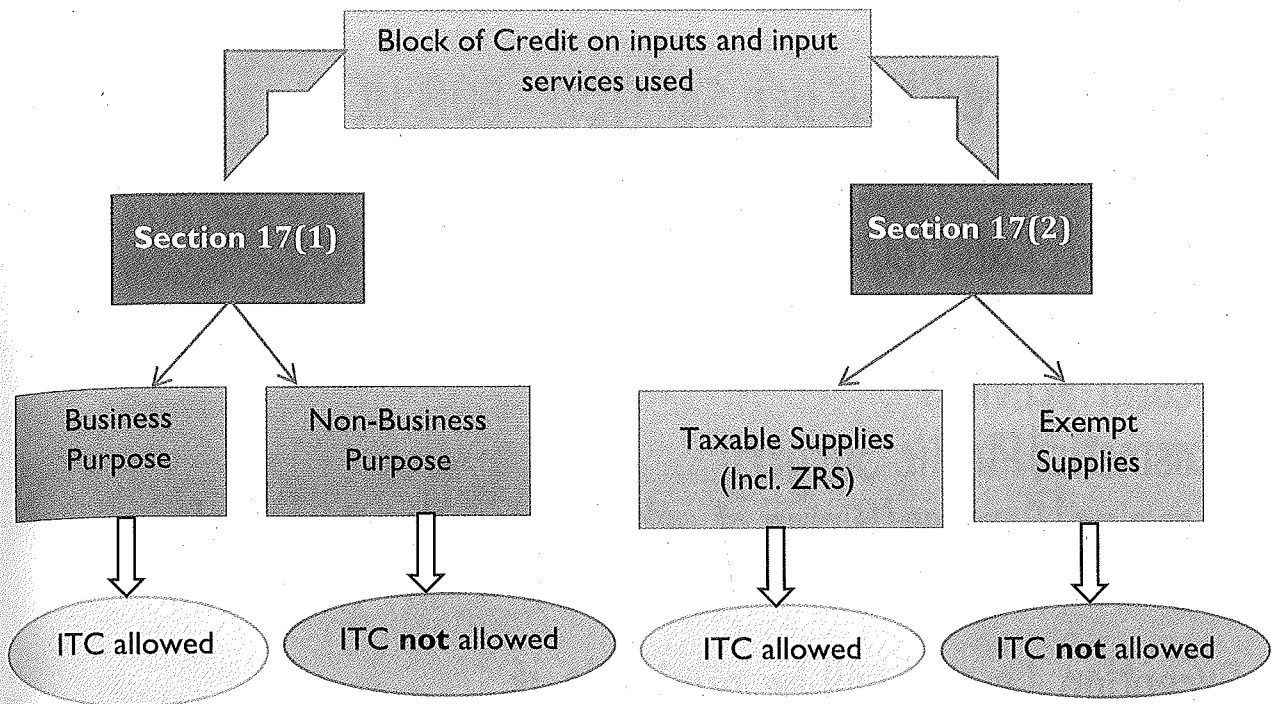 Block of Credit on inputs and input
services used
Section 17(1)
Section 17(2)
Business
Purpose
Non-Business
Purpose
Taxable Supplies
(Incl. ZRS)
Exempt
Supplies
ITC allowed
ITC not allowed
ITC allowed
ITC not allowed